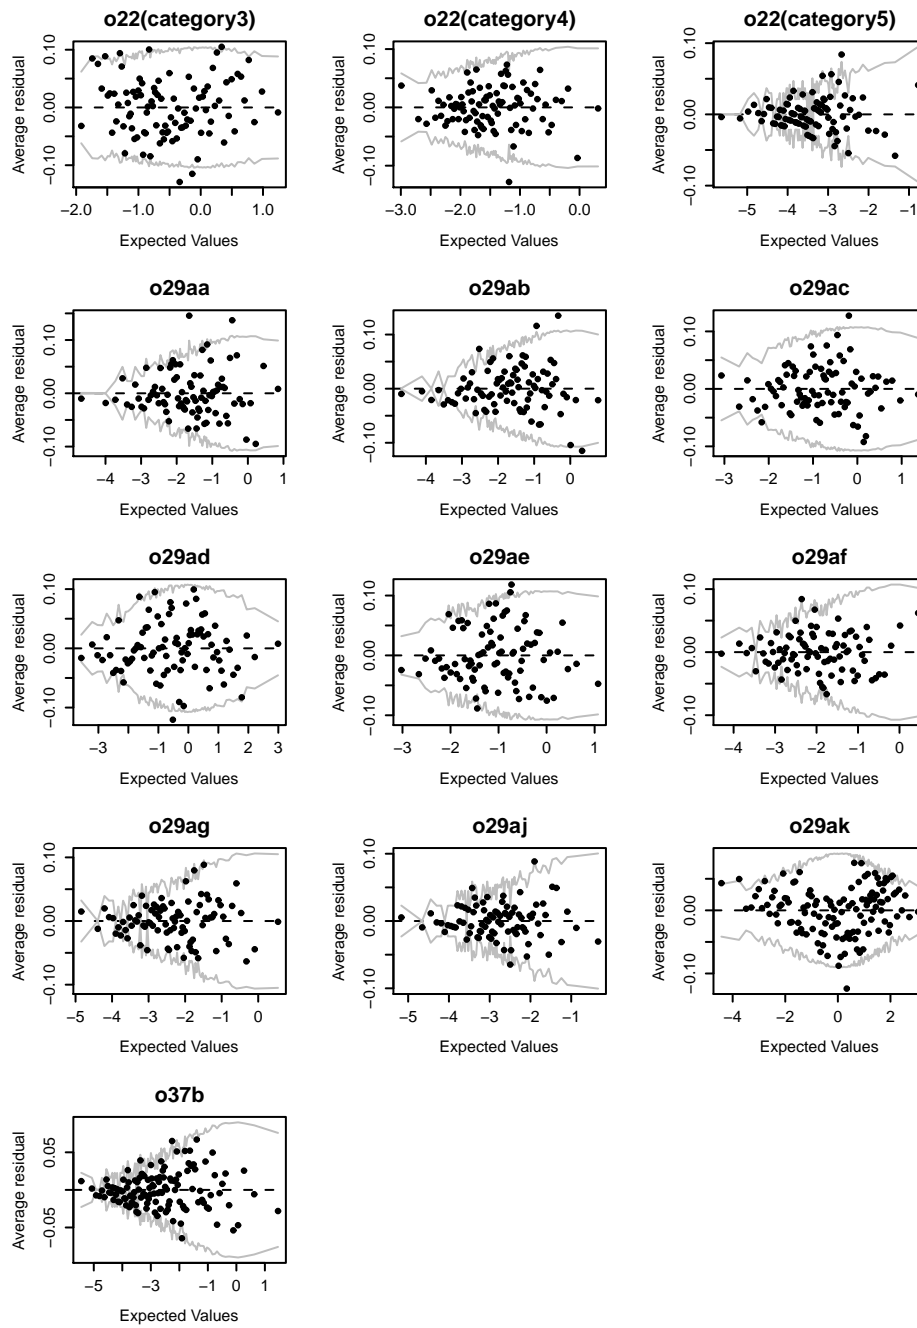 o22(category3)
Average residual
0.10
0.00
−0.10
−2.0 −1.0 0.0 1.0
Expected Values
o22(category4)
Average residual
0.10
0.00
−0.10
−3.0 −2.0 −1.0 0.0
Expected Values
o22(category5)
Average residual
0.10
0.00
−0.10
−5 −4 −3 −2 −1
Expected Values
o29aa
Average residual
0.10
0.00
−0.10
−4 −3 −2 −1 0 1
Expected Values
o29ab
Average residual
0.10
0.00
−0.10
−4 −3 −2 −1 0
Expected Values
o29ac
Average residual
0.10
0.00
−0.10
−3 −2 −1 0 1
Expected Values
o29ad
Average residual
0.10
0.00
−0.10
−3 −2 −1 0 1 2 3
Expected Values
o29ae
Average residual
0.10
0.00
−0.10
−3 −2 −1 0 1
Expected Values
o29af
Average residual
0.10
0.00
−0.10
−4 −3 −2 −1 0
Expected Values
o29ag
Average residual
0.10
0.00
−0.10
−5 −4 −3 −2 −1 0
Expected Values
o29aj
Average residual
0.10
0.00
−0.10
−5 −4 −3 −2 −1
Expected Values
o29ak
Average residual
0.10
0.00
−0.10
−4 −2 0 2
Expected Values
o37b
Average residual
0.05
−0.05
−5 −3 −1 0 1
Expected Values